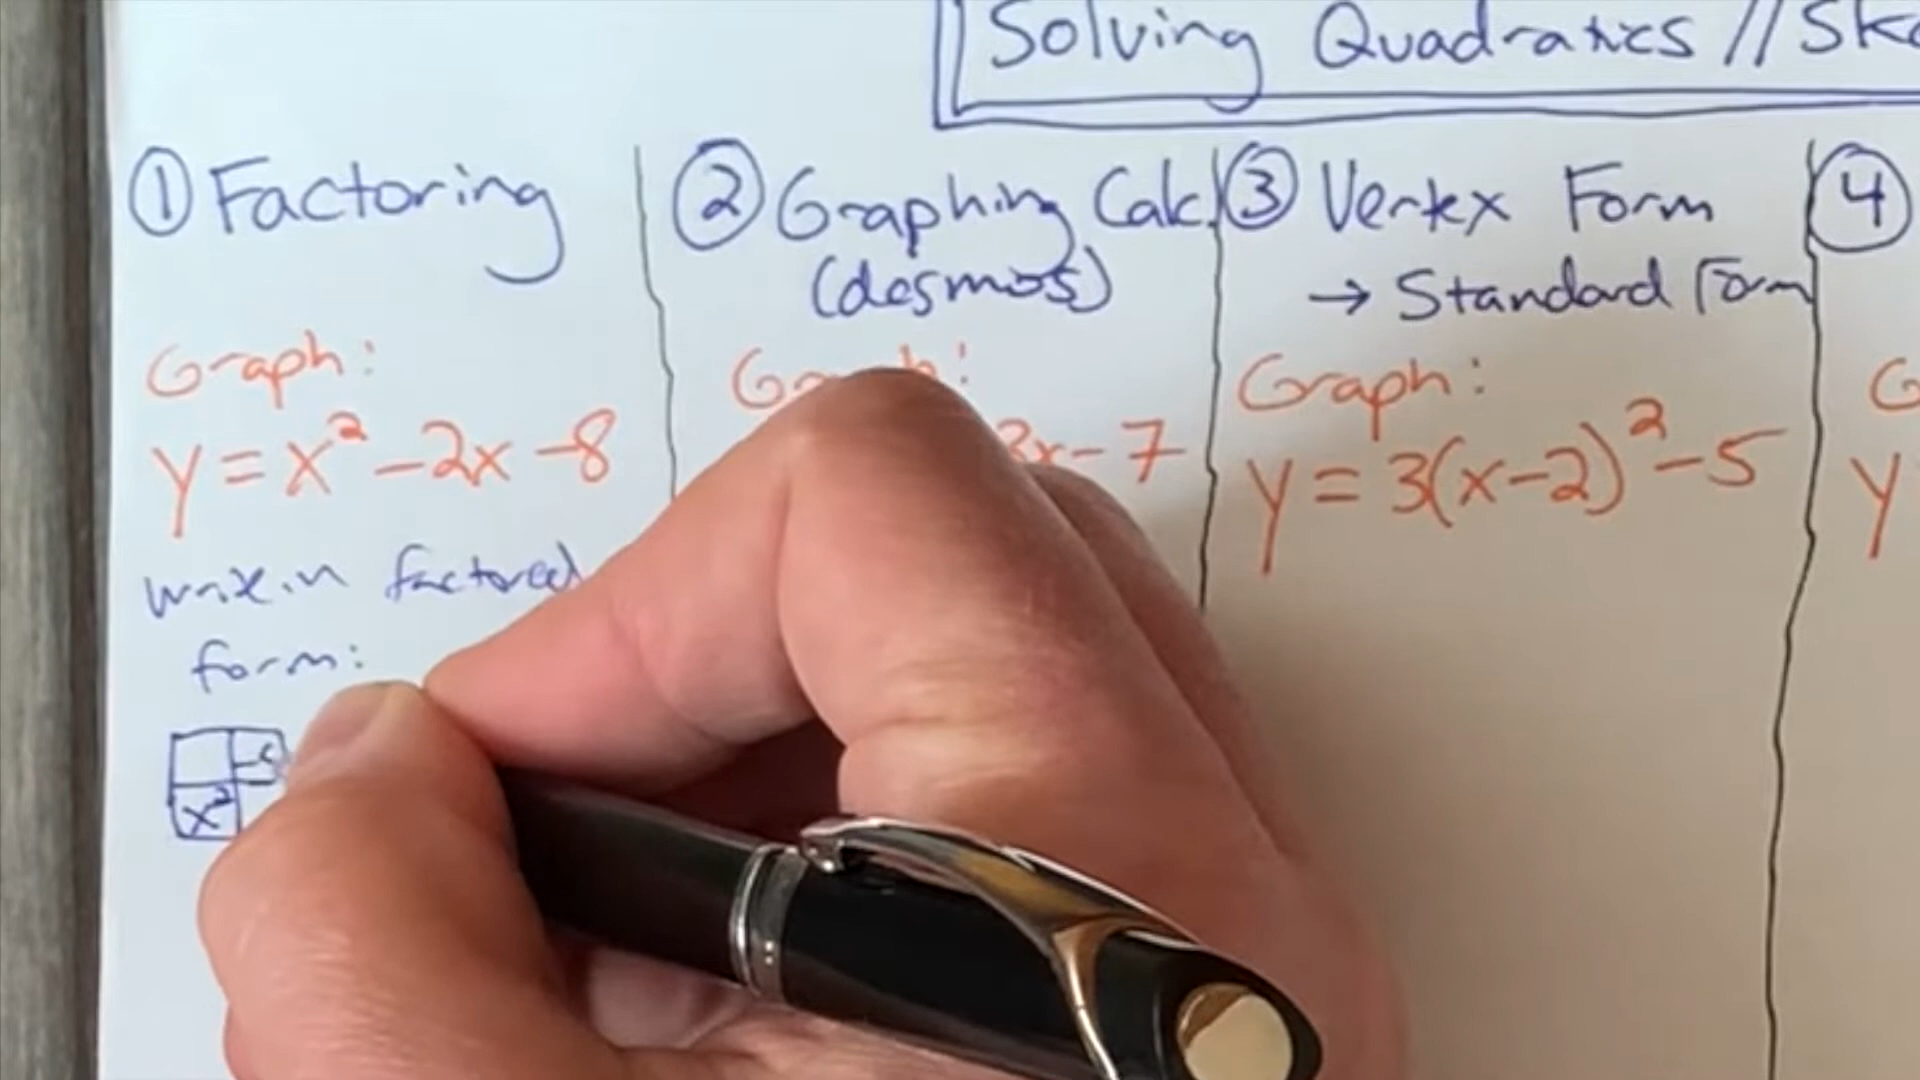 Solving Quadratics //
① Factoring
Graph:
y = x² - 2x - 8
write in factored
form:
x²
② Graphing Calc.
(desmos)
Graph:
3x - 7
③ Vertex Form
→ Standard Form
Graph:
y = 3(x-2)² - 5
④
y